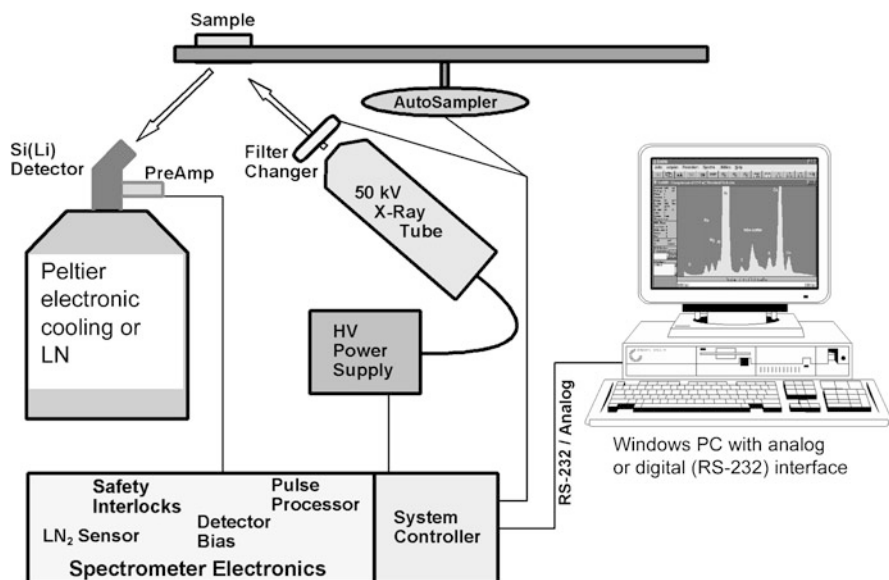 Sample
AutoSampler
Si(Li)
Detector
PreAmp
Filter
Changer
50 kV
X-Ray
Tube
Peltier
electronic
cooling or
LN
HV
Power
Supply
RS-232 / Analog
Windows PC with analog
or digital (RS-232) interface
Safety
Interlocks
Pulse
Processor
LN₂ Sensor
Detector
Bias
Spectrometer Electronics
System
Controller